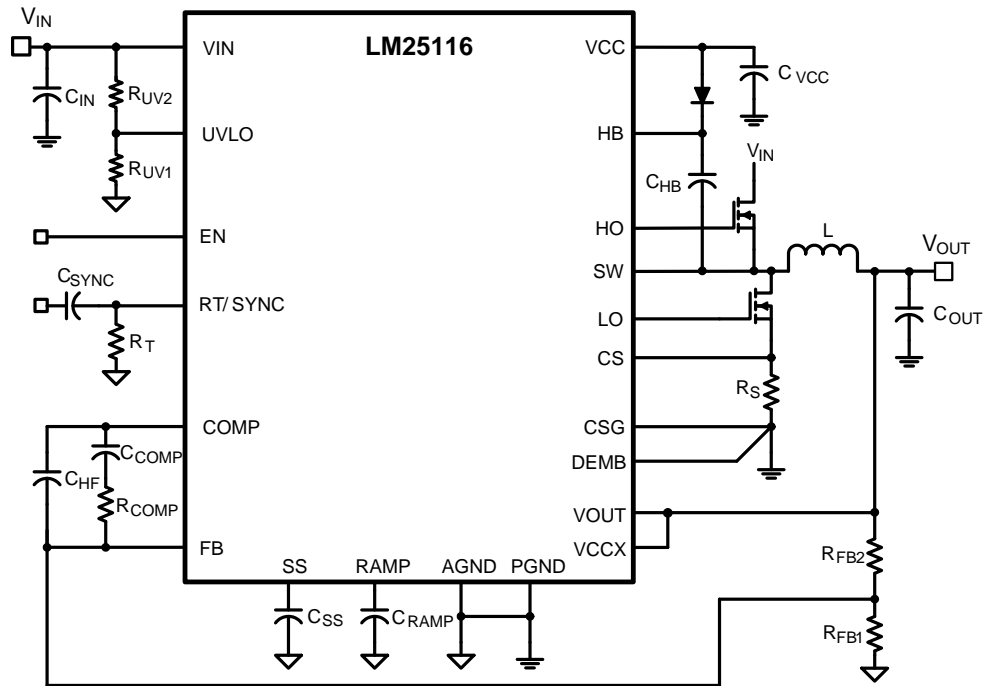 VIN
LM25116
VIN
VCC
CVCC
CIN
RUV2
UVLO
HB
RUV1
VIN
CHB
HO
EN
L
VOUT
SW
CSYNC
RT/SYNC
LO
COUT
RT
CS
RS
COMP
CSG
CCOMP
DEMB
CHF
RCOMP
VOUT
FB
VCCX
RFB2
SS
RAMP
AGND
PGND
CSS
CRAMP
RFB1